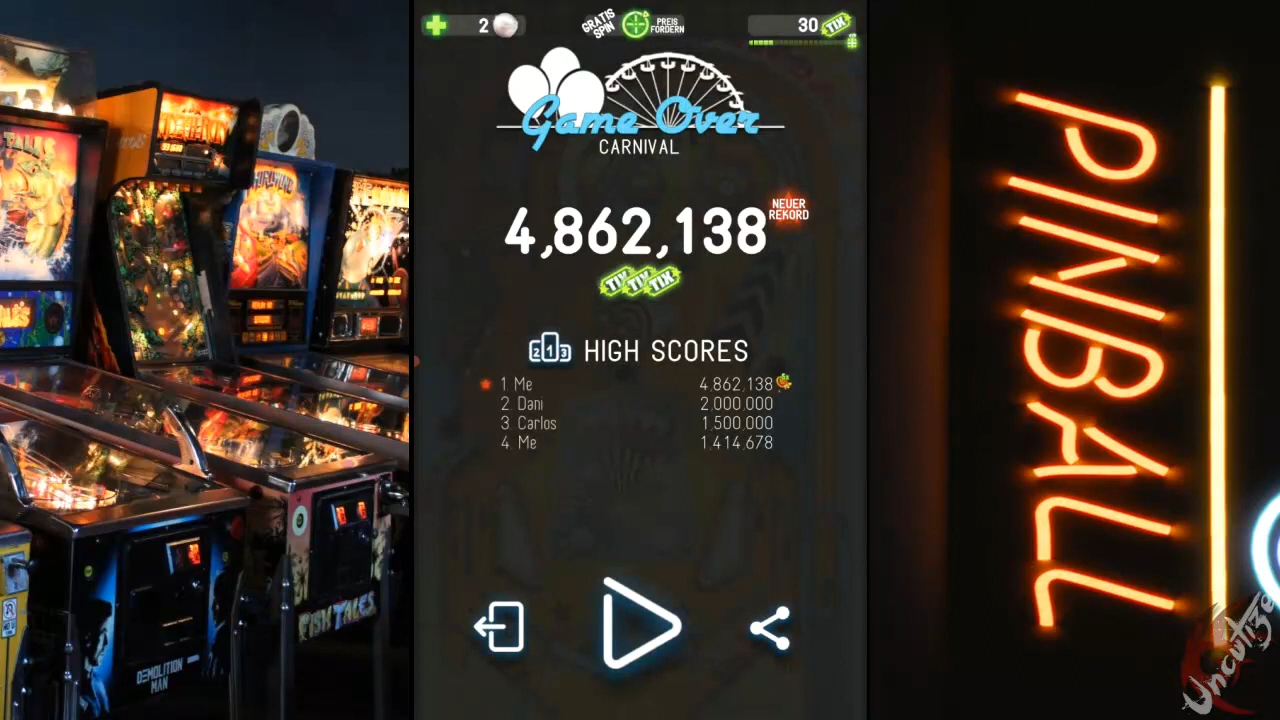 2
GRATIS
SPIN
PREIS
FORDERN
30 TIX
Game Over
CARNIVAL
4,862,138
NEUER
REKORD
TIX TIX TIX
HIGH SCORES
1. Me 4,862,138
2. Dani 2,000,000
3. Carlos 1,500,000
4. Me 1,414,678
PINBALL
FISH TALES
DEMOLITION
MAN
Uncutize